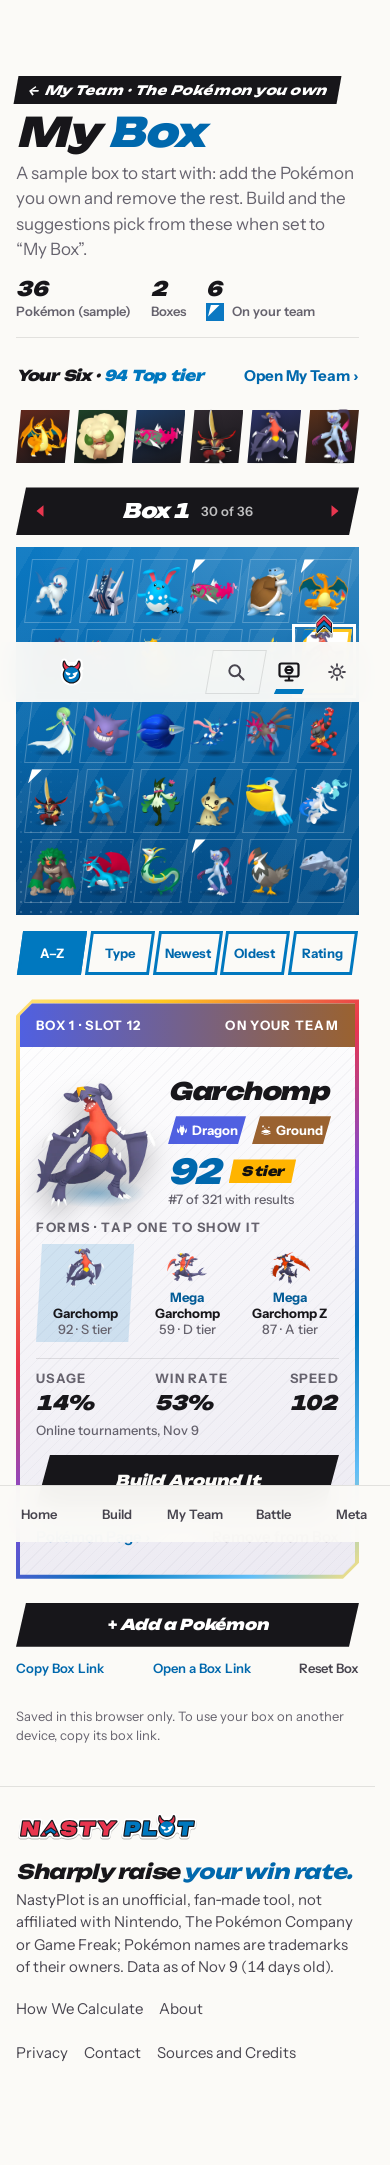 ← My Team · The Pokémon you own
My Box
A sample box to start with: add the Pokémon
you own and remove the rest. Build and the
suggestions pick from these when set to
“My Box”.
36 2 6
Pokémon (sample) Boxes On your team
Your Six · 94 Top tier Open My Team ›
Box 1 30 of 36
A–Z Type Newest Oldest Rating
BOX 1 · SLOT 12 ON YOUR TEAM
Garchomp
Dragon Ground
92 S tier
#7 of 321 with results
FORMS · TAP ONE TO SHOW IT
Garchomp
92 · S tier
Mega
Garchomp
59 · D tier
Mega
Garchomp Z
87 · A tier
USAGE WIN RATE SPEED
14% 53% 102
Online tournaments, Nov 9
Build Around It
Home Build My Team Battle Meta
+ Add a Pokémon
Copy Box Link Open a Box Link Reset Box
Saved in this browser only. To use your box on another
device, copy its box link.
NASTY PLOT
Sharply raise your win rate.
NastyPlot is an unofficial, fan-made tool, not
affiliated with Nintendo, The Pokémon Company
or Game Freak; Pokémon names are trademarks
of their owners. Data as of Nov 9 (14 days old).
How We Calculate About
Privacy Contact Sources and Credits